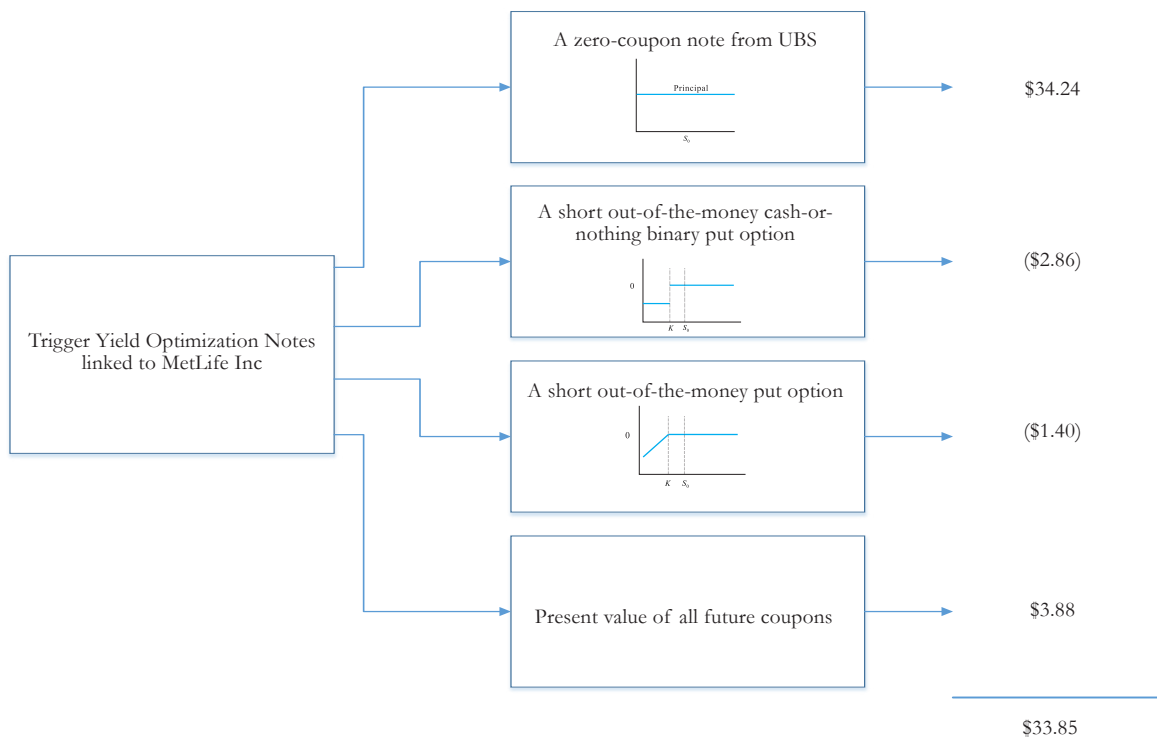 A zero-coupon note from UBS
Principal
S0
$34.24
A short out-of-the-money cash-or-
nothing binary put option
0
K
S0
($2.86)
Trigger Yield Optimization Notes
linked to MetLife Inc
A short out-of-the-money put option
0
K
S0
($1.40)
Present value of all future coupons
$3.88
$33.85